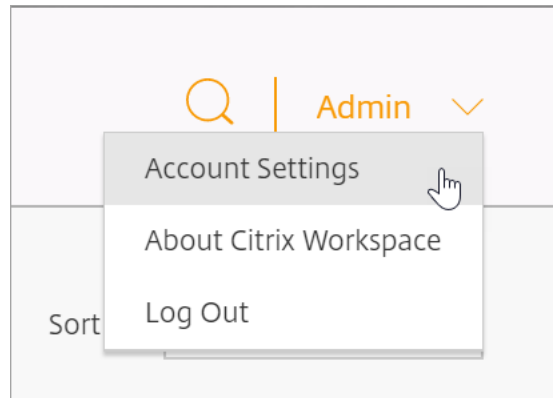 Admin
Account Settings
About Citrix Workspace
Log Out
Sort